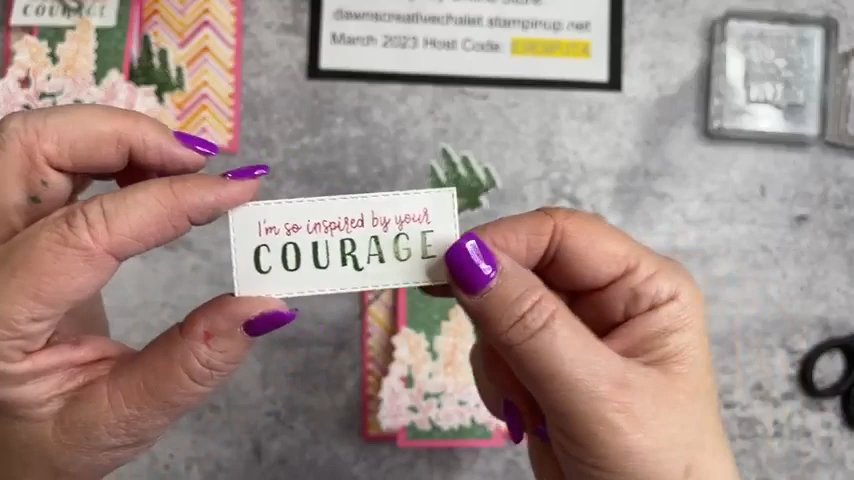 COURAGE
dawnscreativechalet.stampinup.net
March 2023 Host Code:
I'm so inspired by your
COURAGE